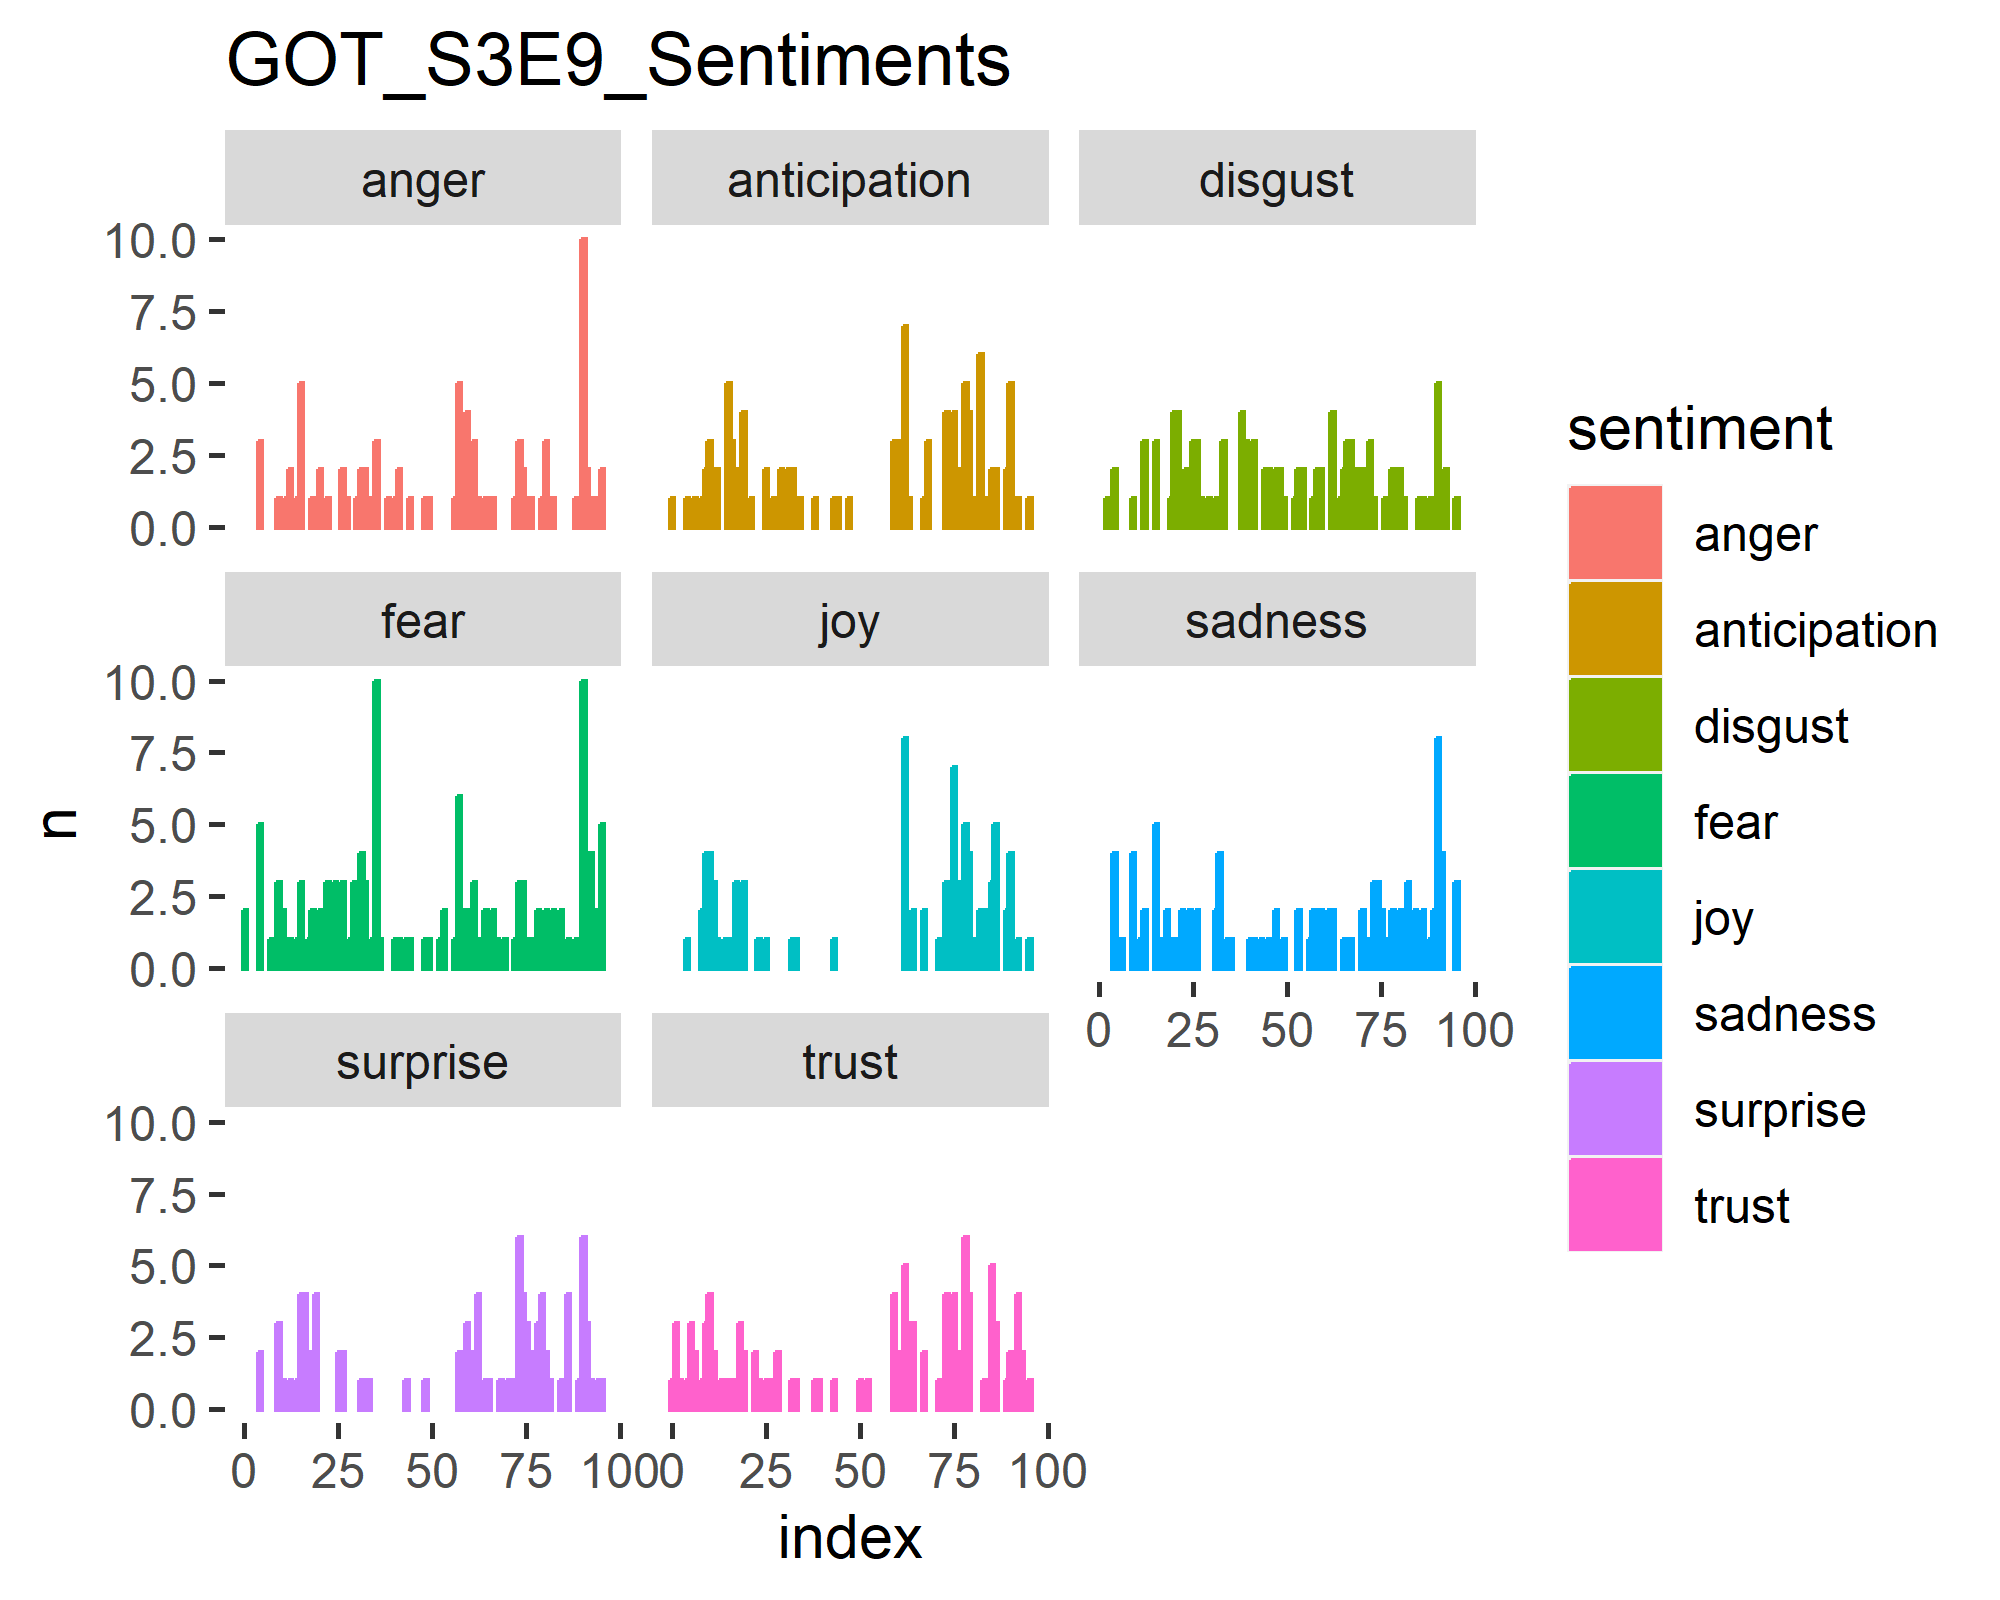 GOT_S3E9_Sentiments
anger
anticipation
disgust
10.0
7.5
5.0
2.5
0.0
fear
joy
sadness
10.0
7.5
5.0
2.5
0.0
0 25 50 75 100
surprise
trust
10.0
7.5
5.0
2.5
0.0
0 25 50 75 100
0 25 50 75 100
index
n
sentiment
anger
anticipation
disgust
fear
joy
sadness
surprise
trust